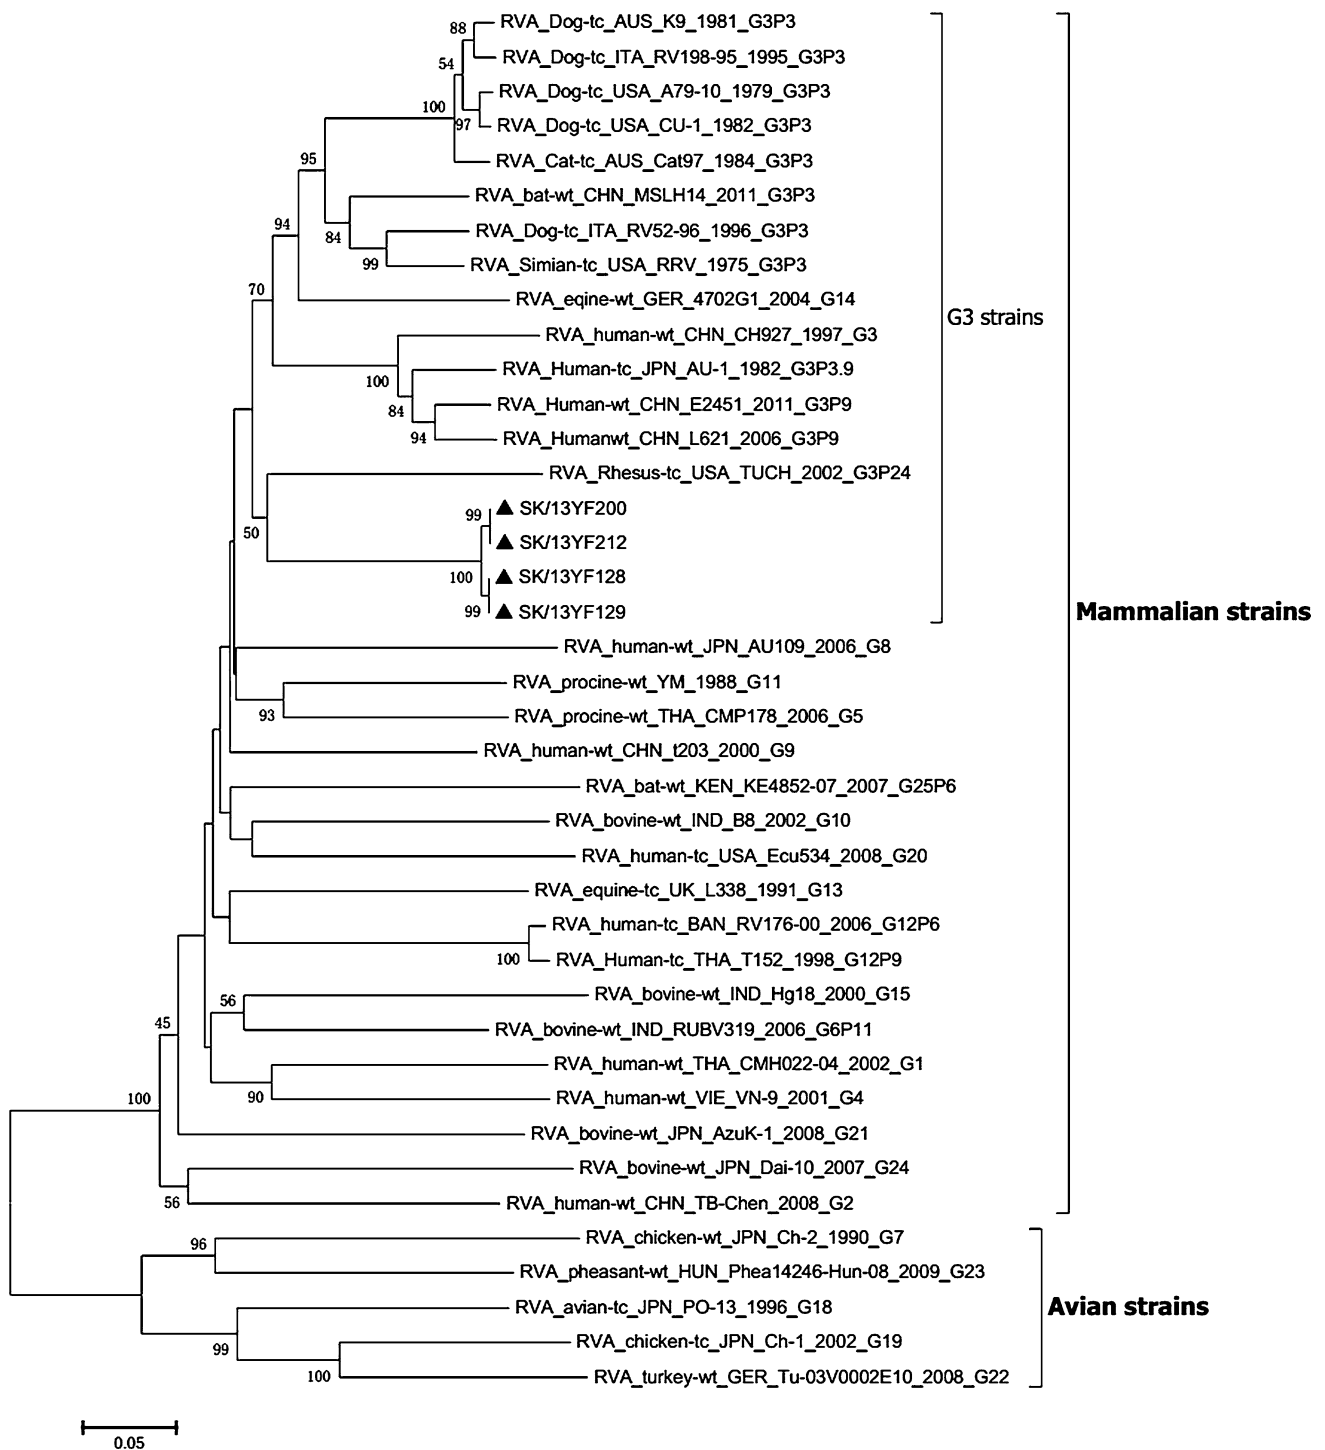 88
RVA_Dog-tc_AUS_K9_1981_G3P3
RVA_Dog-tc_ITA_RV198-95_1995_G3P3
54
RVA_Dog-tc_USA_A79-10_1979_G3P3
100
97
RVA_Dog-tc_USA_CU-1_1982_G3P3
95
RVA_Cat-tc_AUS_Cat97_1984_G3P3
RVA_bat-wt_CHN_MSLH14_2011_G3P3
94
84
RVA_Dog-tc_ITA_RV52-96_1996_G3P3
99
RVA_Simian-tc_USA_RRV_1975_G3P3
70
RVA_eqine-wt_GER_4702G1_2004_G14
G3 strains
RVA_human-wt_CHN_CH927_1997_G3
100
RVA_Human-tc_JPN_AU-1_1982_G3P3.9
84
RVA_Human-wt_CHN_E2451_2011_G3P9
94
RVA_Humanwt_CHN_L621_2006_G3P9
RVA_Rhesus-tc_USA_TUCH_2002_G3P24
99
▲ SK/13YF200
50
▲ SK/13YF212
100
▲ SK/13YF128
99
▲ SK/13YF129
Mammalian strains
RVA_human-wt_JPN_AU109_2006_G8
RVA_procine-wt_YM_1988_G11
93
RVA_procine-wt_THA_CMP178_2006_G5
RVA_human-wt_CHN_t203_2000_G9
RVA_bat-wt_KEN_KE4852-07_2007_G25P6
RVA_bovine-wt_IND_B8_2002_G10
RVA_human-tc_USA_Ecu534_2008_G20
RVA_equine-tc_UK_L338_1991_G13
RVA_human-tc_BAN_RV176-00_2006_G12P6
100
RVA_Human-tc_THA_T152_1998_G12P9
56
RVA_bovine-wt_IND_Hg18_2000_G15
45
RVA_bovine-wt_IND_RUBV319_2006_G6P11
RVA_human-wt_THA_CMH022-04_2002_G1
100
90
RVA_human-wt_VIE_VN-9_2001_G4
RVA_bovine-wt_JPN_AzuK-1_2008_G21
RVA_bovine-wt_JPN_Dai-10_2007_G24
56
RVA_human-wt_CHN_TB-Chen_2008_G2
96
RVA_chicken-wt_JPN_Ch-2_1990_G7
RVA_pheasant-wt_HUN_Phea14246-Hun-08_2009_G23
RVA_avian-tc_JPN_PO-13_1996_G18
Avian strains
99
RVA_chicken-tc_JPN_Ch-1_2002_G19
100
RVA_turkey-wt_GER_Tu-03V0002E10_2008_G22
0.05